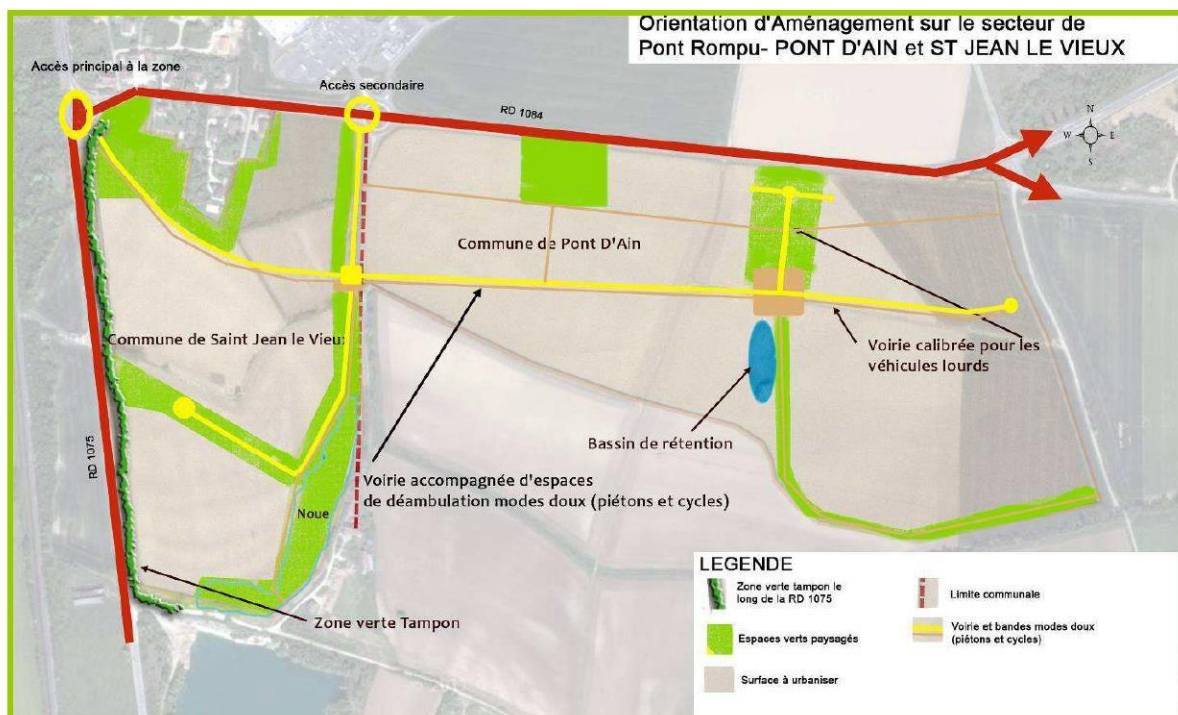 Orientation d'Aménagement sur le secteur de
Pont Rompu- PONT D'AIN et ST JEAN LE VIEUX
Accès principal à la zone
Accès secondaire
RD 1084
N
W E
S
Commune de Pont D'Ain
Commune de Saint Jean le Vieux
Voirie calibrée pour les
véhicules lourds
Bassin de rétention
RD 1075
Voirie accompagnée d'espaces
de déambulation modes doux (piétons et cycles)
Noue
Zone verte Tampon
LEGENDE
Zone verte tampon le
long de la RD 1075
Limite communale
Espaces verts paysagés
Voirie et bandes modes doux
(piétons et cycles)
Surface à urbaniser